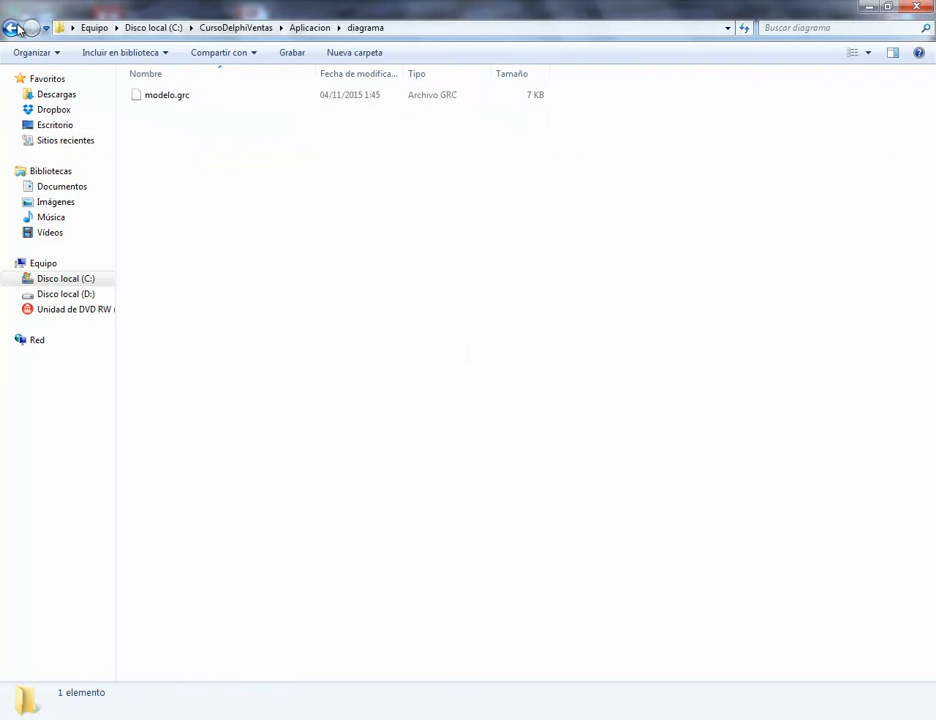 Equipo Disco local (C:) CursoDelphiVentas Aplicacion diagrama
Buscar diagrama
Organizar Incluir en biblioteca Compartir con Grabar Nueva carpeta
Favoritos
Descargas
Dropbox
Escritorio
Sitios recientes
Bibliotecas
Documentos
Imágenes
Música
Vídeos
Equipo
Disco local (C:)
Disco local (D:)
Unidad de DVD RW (
Red
Nombre Fecha de modifica... Tipo Tamaño
modelo.grc 04/11/2015 1:45 Archivo GRC 7 KB
1 elemento